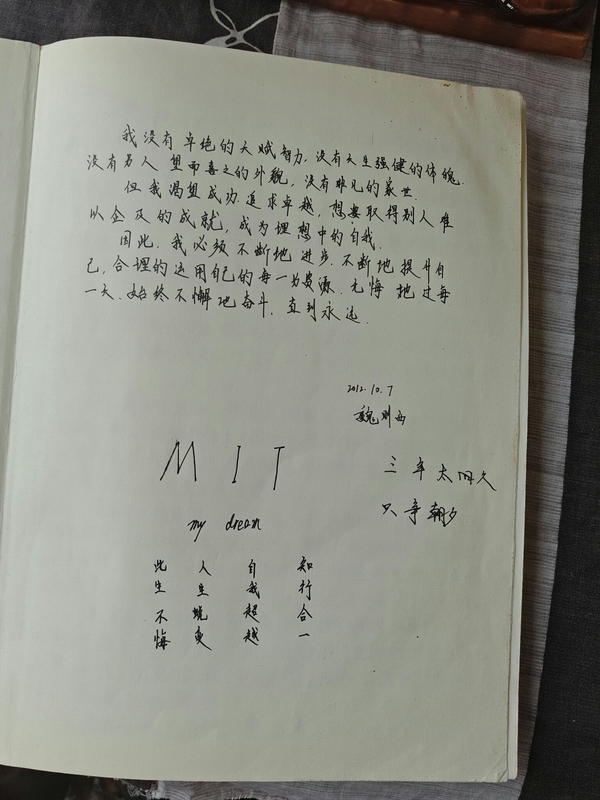 我没有卓绝的天赋智力，没有天生强健的体魄.
没有另人望而喜之的外貌，没有非凡的家世.
但我渴望成功.追求卓越，想要取得别人难
以企及的成就，成为理想中的自我.
因此.我必须不断地进步.不断地提升自
己，合理的运用自己的每一份资源.无悔地过每
一天.始终不懈地奋斗.直到永远.
2012.10.7
魏则西
MIT
三年太闲久
只争朝夕
my dream
知行合一
自我超越
人生蜕变
此生不悔